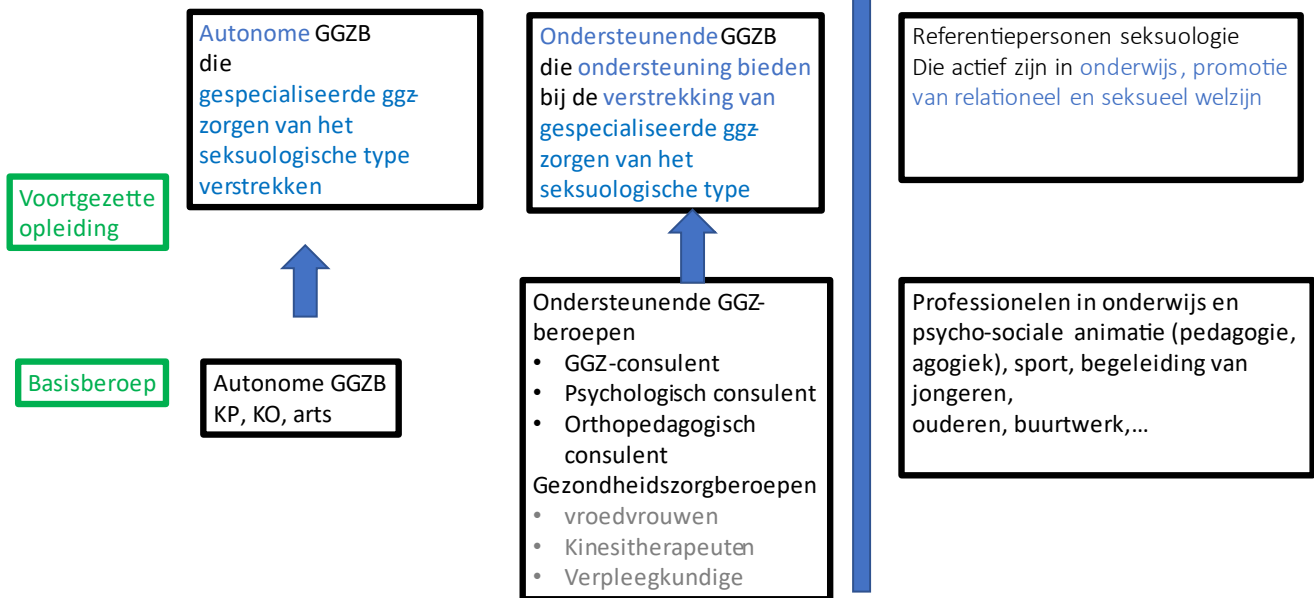 Autonome GGZB
die
gespecialiseerde ggz-
zorgen van het
seksuologische type
verstrekken
Ondersteunende GGZB
die ondersteuning bieden
bij de verstrekking van
gespecialiseerde ggz-
zorgen van het
seksuologische type
Referentiepersonen seksuologie
Die actief zijn in onderwijs, promotie
van relationeel en seksueel welzijn
Voortgezette
opleiding
Basisberoep
Autonome GGZB
KP, KO, arts
Ondersteunende GGZ-
beroepen
• GGZ-consulent
• Psychologisch consulent
• Orthopedagogisch
consulent
Gezondheidszorgberoepen
• vroedvrouwen
• Kinesitherapeuten
• Verpleegkundige
Professionelen in onderwijs en
psycho-sociale animatie (pedagogie,
agogiek), sport, begeleiding van
jongeren,
ouderen, buurtwerk,...